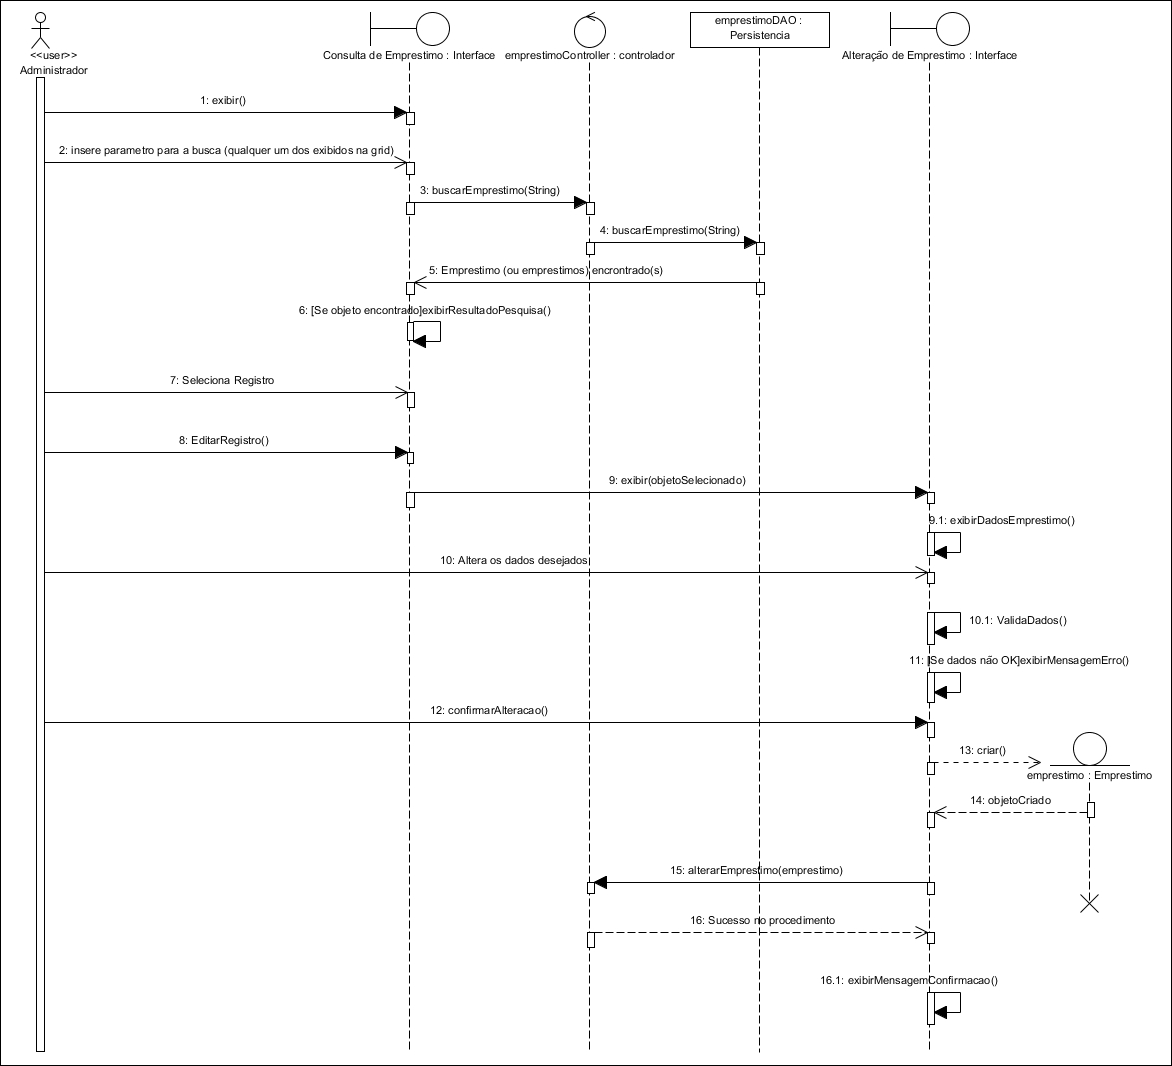 emprestimoDAO :
Persistencia
<<user>>
Administrador
Consulta de Emprestimo : Interface
emprestimoController : controlador
Alteração de Emprestimo : Interface
1: exibir()
2: insere parametro para a busca (qualquer um dos exibidos na grid)
3: buscarEmprestimo(String)
4: buscarEmprestimo(String)
5: Emprestimo (ou emprestimos) encrontrado(s)
6: [Se objeto encontrado]exibirResultadoPesquisa()
7: Seleciona Registro
8: EditarRegistro()
9: exibir(objetoSelecionado)
9.1: exibirDadosEmprestimo()
10: Altera os dados desejados
10.1: ValidaDados()
11: [Se dados não OK]exibirMensagemErro()
12: confirmarAlteracao()
13: criar()
emprestimo : Emprestimo
14: objetoCriado
15: alterarEmprestimo(emprestimo)
16: Sucesso no procedimento
16.1: exibirMensagemConfirmacao()